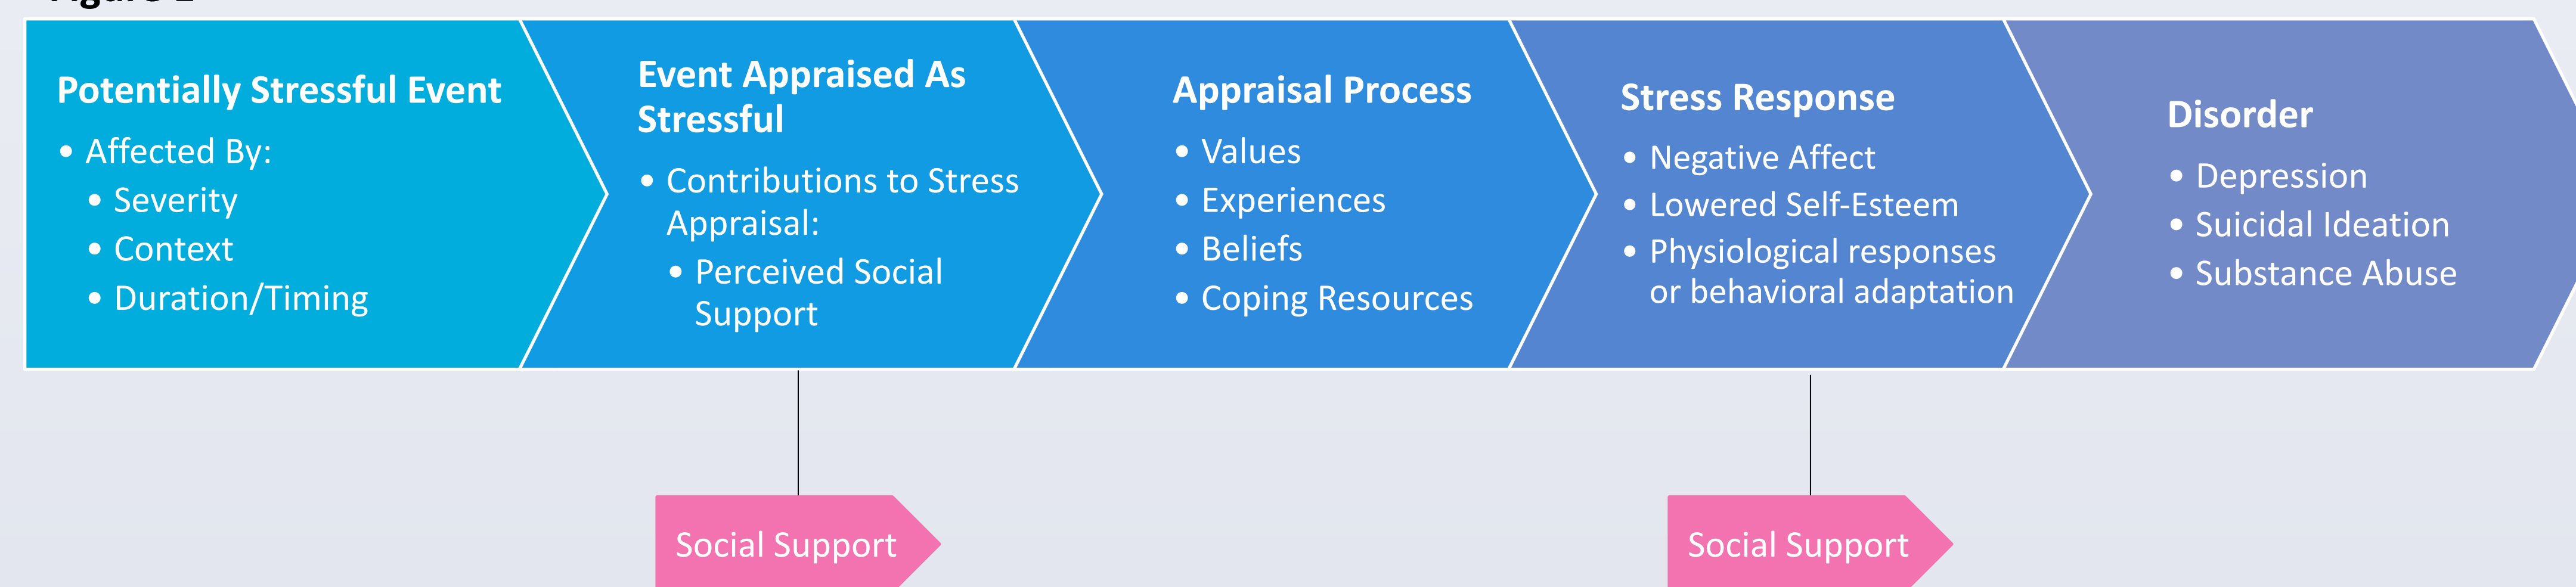 Potentially Stressful Event
• Affected By:
• Severity
• Context
• Duration/Timing
Event Appraised As
Stressful
• Contributions to Stress
Appraisal:
• Perceived Social
Support
Appraisal Process
• Values
• Experiences
• Beliefs
• Coping Resources
Stress Response
• Negative Affect
• Lowered Self-Esteem
• Physiological responses
or behavioral adaptation
Disorder
• Depression
• Suicidal Ideation
• Substance Abuse
Social Support
Social Support